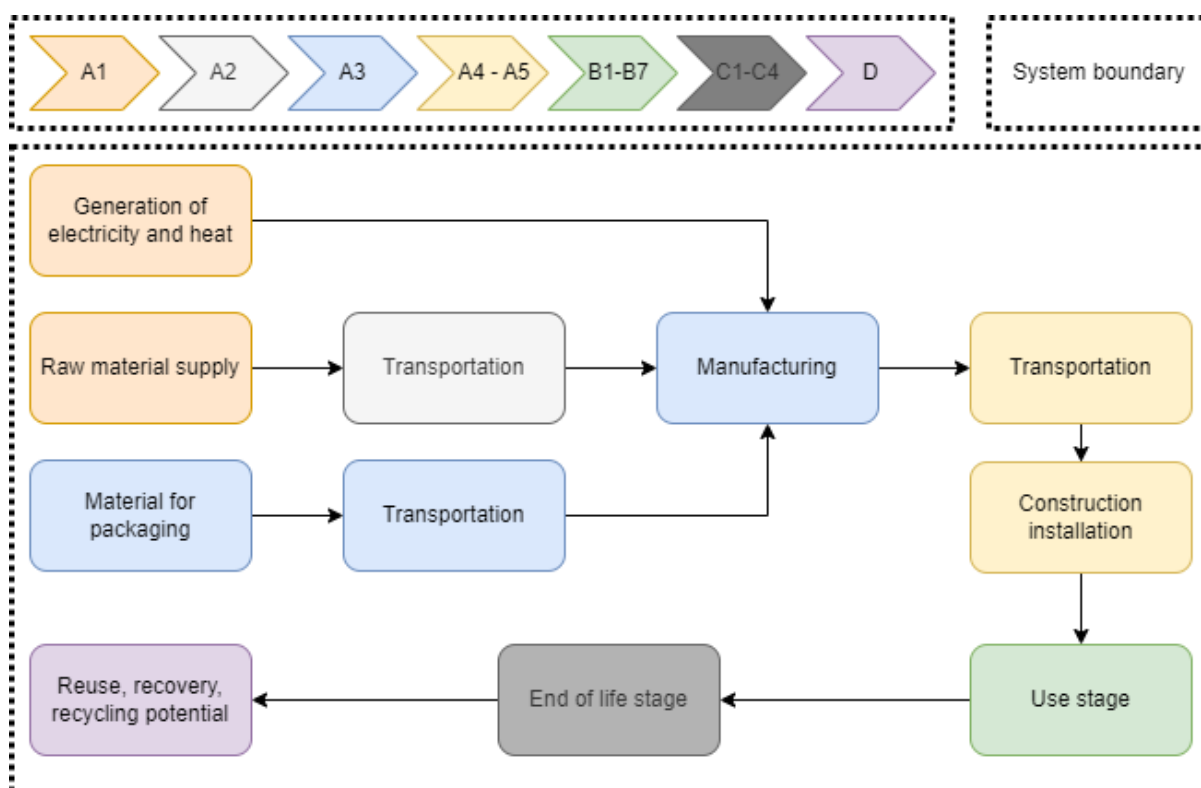 A1
A2
A3
A4 - A5
B1-B7
C1-C4
D
System boundary
Generation of
electricity and heat
Raw material supply
Transportation
Manufacturing
Transportation
Material for
packaging
Transportation
Construction
installation
Reuse, recovery,
recycling potential
End of life stage
Use stage